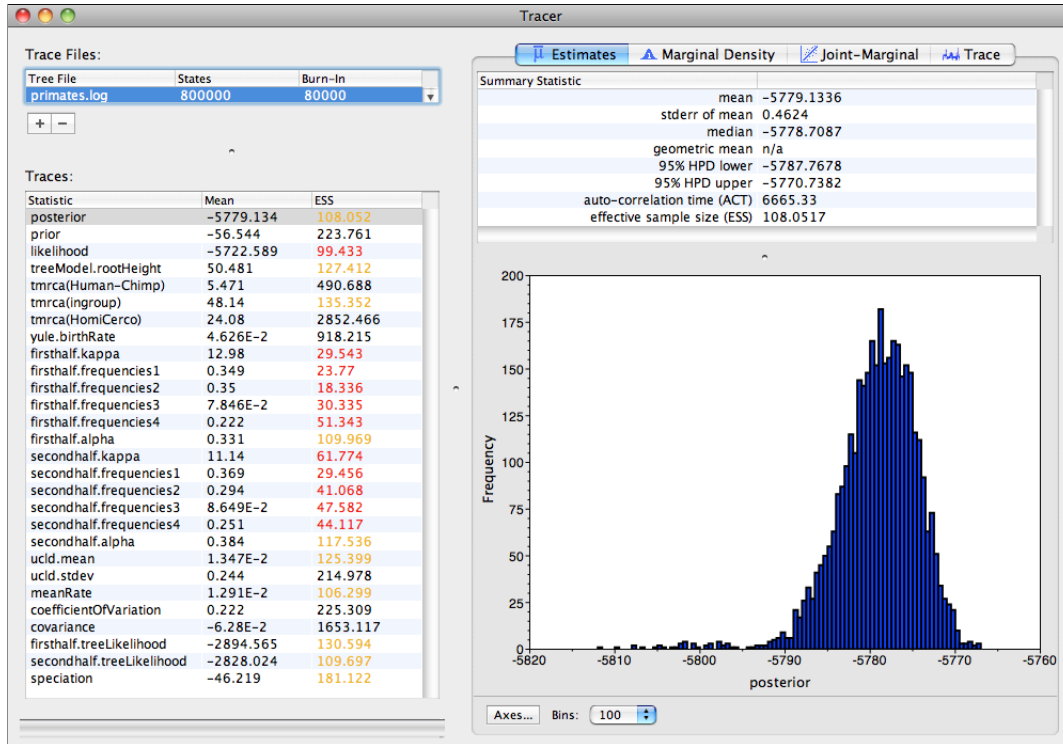 Tracer
Trace Files:
Tree File States Burn-In
primates.log 800000 80000
+ −
Traces:
Statistic Mean ESS
posterior -5779.134 108.052
prior -56.544 223.761
likelihood -5722.589 99.433
treeModel.rootHeight 50.481 127.412
tmrca(Human-Chimp) 5.471 490.688
tmrca(ingroup) 48.14 135.352
tmrca(HomiCerco) 24.08 2852.466
yule.birthRate 4.626E-2 918.215
firsthalf.kappa 12.98 29.543
firsthalf.frequencies1 0.349 23.77
firsthalf.frequencies2 0.35 18.336
firsthalf.frequencies3 7.846E-2 30.335
firsthalf.frequencies4 0.222 51.343
firsthalf.alpha 0.331 109.969
secondhalf.kappa 11.14 61.774
secondhalf.frequencies1 0.369 29.456
secondhalf.frequencies2 0.294 41.068
secondhalf.frequencies3 8.649E-2 47.582
secondhalf.frequencies4 0.251 44.117
secondhalf.alpha 0.384 117.536
ucld.mean 1.347E-2 125.399
ucld.stdev 0.244 214.978
meanRate 1.291E-2 106.299
coefficientOfVariation 0.222 225.309
covariance -6.28E-2 1653.117
firsthalf.treeLikelihood -2894.565 130.594
secondhalf.treeLikelihood -2828.024 109.697
speciation -46.219 181.122
μ Estimates Marginal Density Joint-Marginal Trace
Summary Statistic
mean -5779.1336
stderr of mean 0.4624
median -5778.7087
geometric mean n/a
95% HPD lower -5787.7678
95% HPD upper -5770.7382
auto-correlation time (ACT) 6665.33
effective sample size (ESS) 108.0517
200
175
150
125
100
75
50
25
0
Frequency
-5820 -5810 -5800 -5790 -5780 -5770 -5760
posterior
Axes... Bins: 100